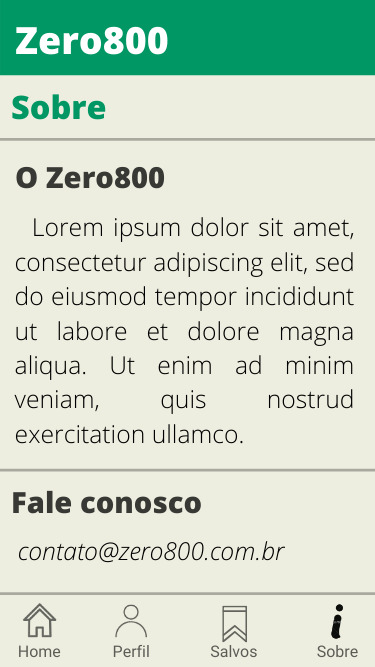 Zero800
Sobre
O Zero800
Lorem ipsum dolor sit amet,
consectetur adipiscing elit, sed
do eiusmod tempor incididunt
ut labore et dolore magna
aliqua. Ut enim ad minim
veniam, quis nostrud
exercitation ullamco.
Fale conosco
contato@zero800.com.br
Home Perfil Salvos Sobre